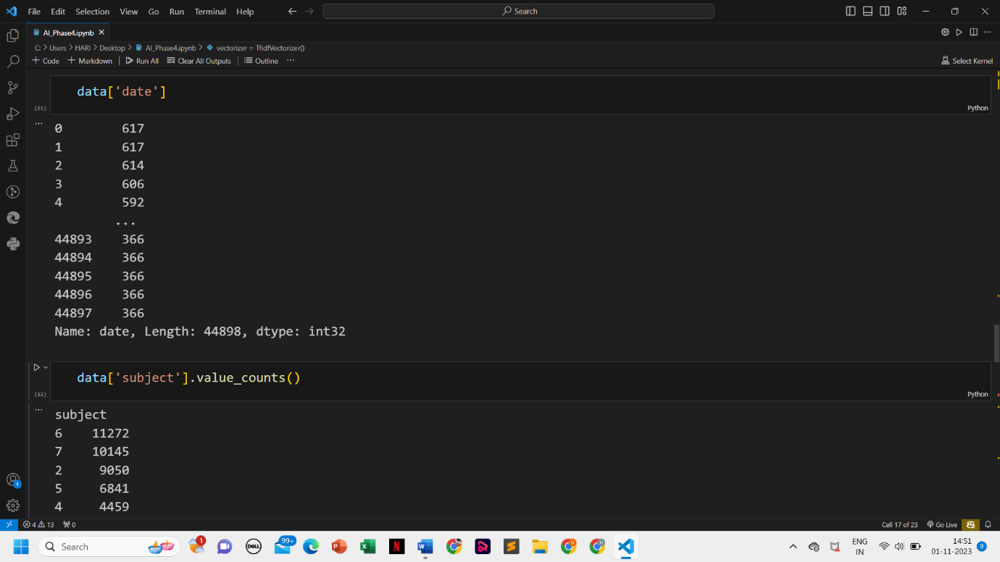 File Edit Selection View Go Run Terminal Help Search
AI_Phase4.ipynb
C: > Users > HARI > Desktop > AI_Phase4.ipynb > vectorizer = TfidfVectorizer()
+ Code + Markdown Run All Clear All Outputs Outline ... Select Kernel
data['date']
[11] Python
...
0 617
1 617
2 614
3 606
4 592
...
44893 366
44894 366
44895 366
44896 366
44897 366
Name: date, Length: 44898, dtype: int32
data['subject'].value_counts()
[12] Python
...
subject
6 11272
7 10145
2 9050
5 6841
4 4459
1
4 13 0 Cell 17 of 23 Go Live
Search 1 DELL 99+ P X N W S ENG 14:51
IN 01-11-2023 9